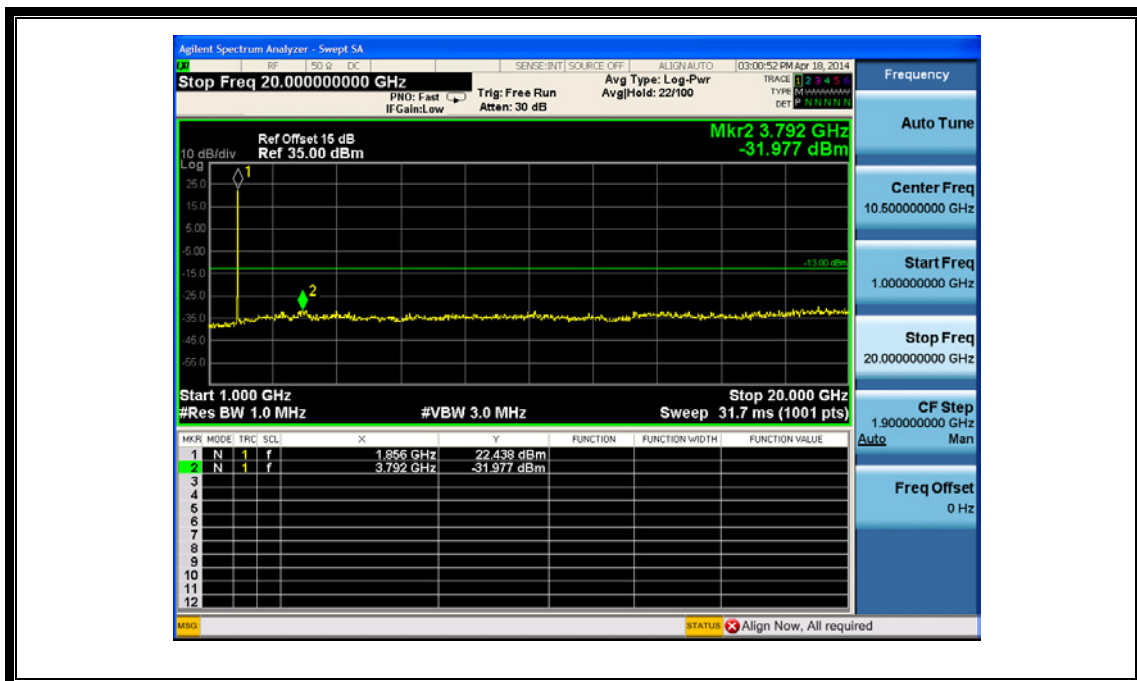 Agilent Spectrum Analyzer - Swept SA
RF 50 Ω DC SENSE:INT SOURCE OFF ALIGN AUTO 03:00:52 PM Apr 18, 2014
Stop Freq 20.000000000 GHz
PNO: Fast
IFGain:Low
Trig: Free Run
Atten: 30 dB
Avg Type: Log-Pwr
Avg|Hold: 22/100
TRACE 1 2 3 4 5 6
TYPE M
DET P N N N N N
Frequency
Auto Tune
Center Freq
10.500000000 GHz
Start Freq
1.000000000 GHz
Stop Freq
20.000000000 GHz
CF Step
1.900000000 GHz
Auto Man
Freq Offset
0 Hz
Mkr2 3.792 GHz
-31.977 dBm
Ref Offset 15 dB
10 dB/div Ref 35.00 dBm
Log
1
25.0
15.0
5.00
-5.00
-13.00 dBm
-15.0
2
-25.0
-35.0
-45.0
-55.0
Start 1.000 GHz Stop 20.000 GHz
#Res BW 1.0 MHz #VBW 3.0 MHz Sweep 31.7 ms (1001 pts)
MKR MODE TRC SCL X Y FUNCTION FUNCTION WIDTH FUNCTION VALUE
1 N 1 f 1.856 GHz 22.438 dBm
2 N 1 f 3.792 GHz -31.977 dBm
3
4
5
6
7
8
9
10
11
12
MSG STATUS Align Now, All required